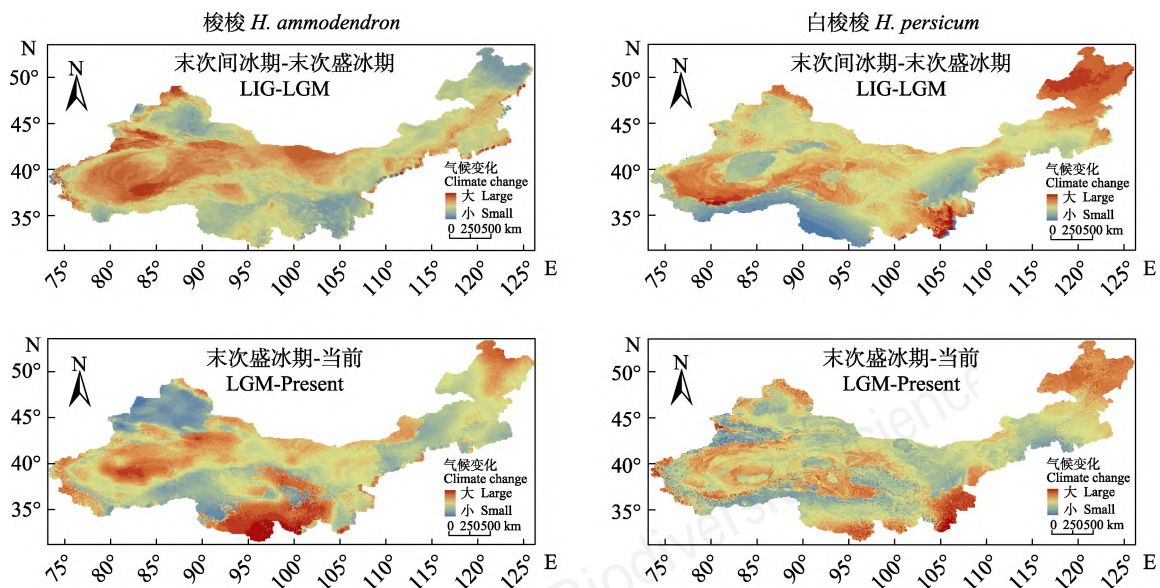 梭梭 H. ammodendron
N
50°
45°
40°
35°
N
末次间冰期-末次盛冰期
LIG-LGM
气候变化
Climate change
大 Large
小 Small
0 250500 km
75° 80° 85° 90° 95° 100° 105° 110° 115° 120° 125° E
白梭梭 H. persicum
N
50°
45°
40°
35°
N
末次间冰期-末次盛冰期
LIG-LGM
气候变化
Climate change
大 Large
小 Small
0 250500 km
75° 80° 85° 90° 95° 100° 105° 110° 115° 120° 125° E
N
50°
45°
40°
35°
N
末次盛冰期-当前
LGM-Present
气候变化
Climate change
大 Large
小 Small
0 250500 km
75° 80° 85° 90° 95° 100° 105° 110° 115° 120° 125° E
N
50°
45°
40°
35°
N
末次盛冰期-当前
LGM-Present
气候变化
Climate change
大 Large
小 Small
0 250500 km
75° 80° 85° 90° 95° 100° 105° 110° 115° 120° 125° E